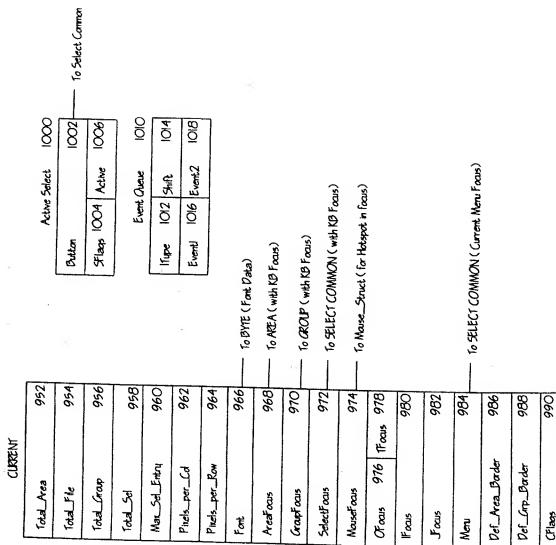 CURRENT
Total_Area 952
Total_File 954
Total_Group 956
Total_Sel 958
Max_Sel_Entry 960
Pixels_per_Col 962
Pixels_per_Row 964
Font 966 To BYTE (Font Data)
AreaFocus 968 To AREA (with KB Focus)
GroupFocus 970 To GROUP (with KB Focus)
SelectFocus 972 To SELECT COMMON (with KB Focus)
MouseFocus 974 To Mouse_Struct (for Hotspot in focus)
OFocus 976 TFocus 978
IFocus 980
JFocus 982
Menu 984 To SELECT COMMON (Current Menu Focus)
Def_Area_Border 986
Def_Grp_Border 988
OFlags 990
Active Select 1000
Button 1002 To Select Common
SFlags 1004 Active 1006
Event Queue 1010
IType 1012 Shift 1014
Event1 1016 Event2 1018